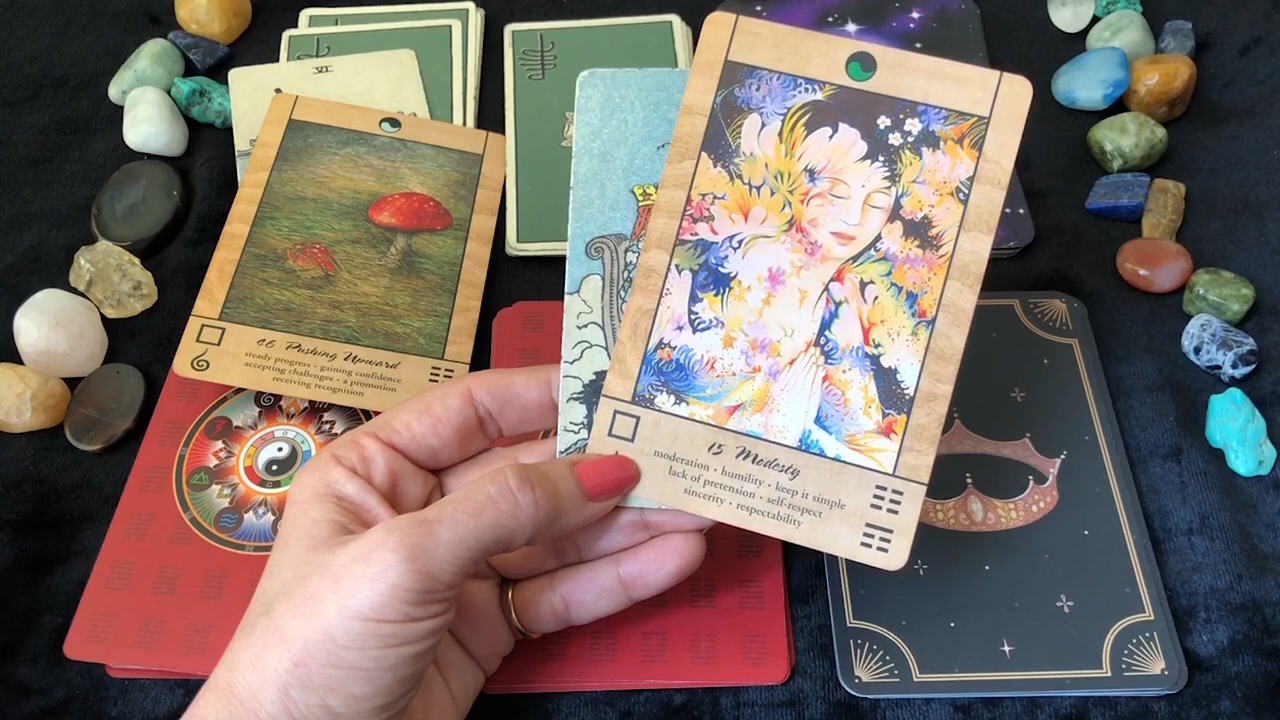 VI
46 Pushing Upward
steady progress • gaining confidence
accepting challenges • a promotion
receiving recognition
15 Modesty
moderation • humility • keep it simple
lack of pretension • self-respect
sincerity • respectability